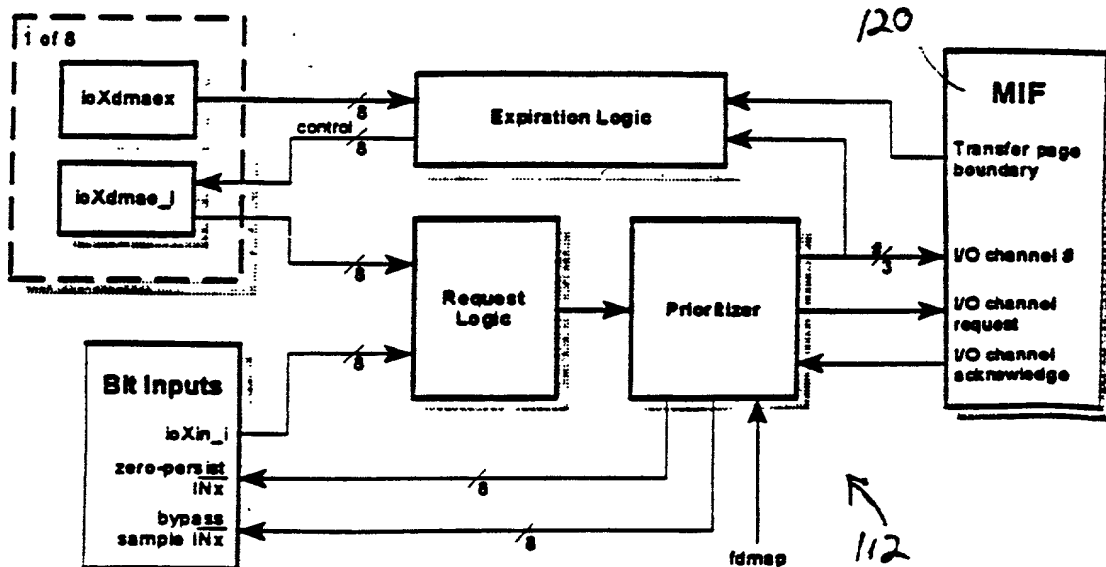 1 of 8
ioXdmaex
8
Expiration Logic
control
8
ioXdmae_i
8
Request
Logic
Prioritizer
8
Bit Inputs
ioXin_i
zero-persist
INx
8
bypass
sample INx
8
fdmap
120
MIF
Transfer page
boundary
3
I/O channel #
I/O channel
request
I/O channel
acknowledge
112